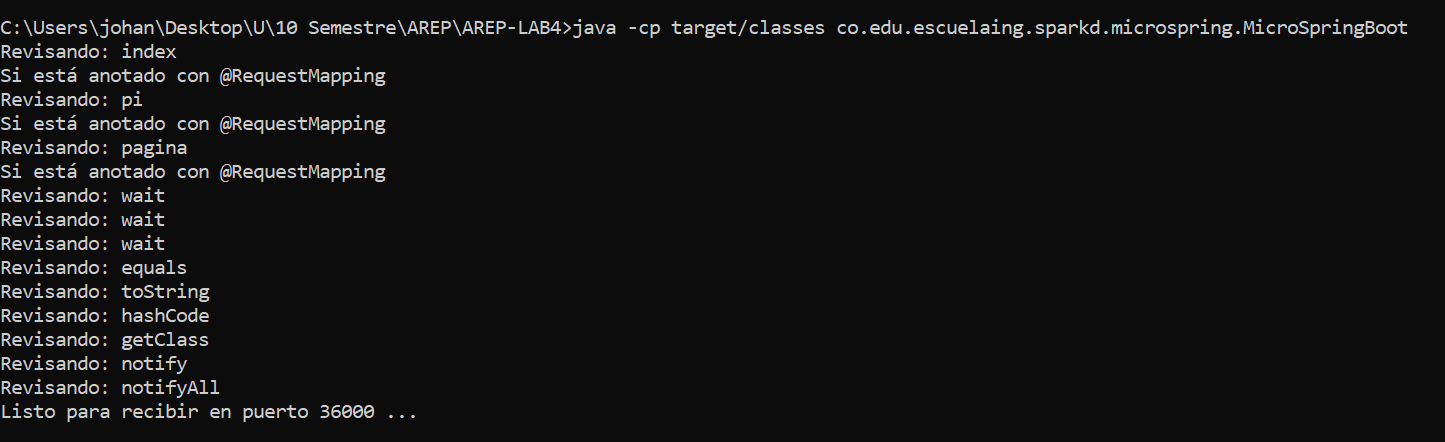 C:\Users\johan\Desktop\U\10 Semestre\AREP\AREP-LAB4>java -cp target/classes co.edu.escuelaing.sparkd.microspring.MicroSpringBoot
Revisando: index
Si está anotado con @RequestMapping
Revisando: pi
Si está anotado con @RequestMapping
Revisando: pagina
Si está anotado con @RequestMapping
Revisando: wait
Revisando: wait
Revisando: wait
Revisando: equals
Revisando: toString
Revisando: hashCode
Revisando: getClass
Revisando: notify
Revisando: notifyAll
Listo para recibir en puerto 36000 ...